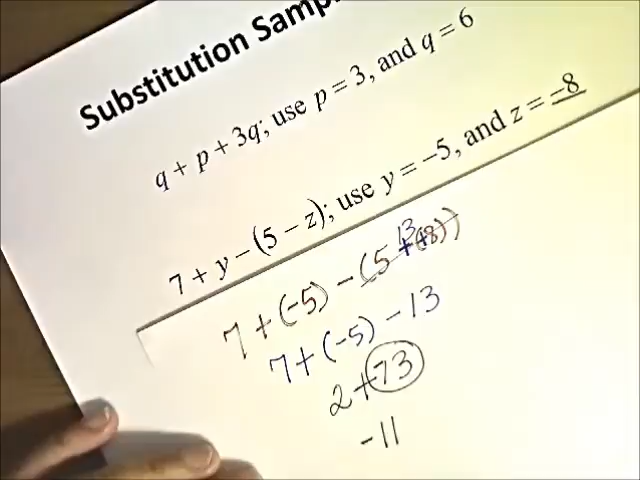 Substitution Samp
q + p + 3q; use p = 3, and q = 6
7 + y − (5 − z); use y = −5, and z = −8
13
7 + (-5) - (5 ++(+8))
7 + (-5) - 13
2 + 73
-11